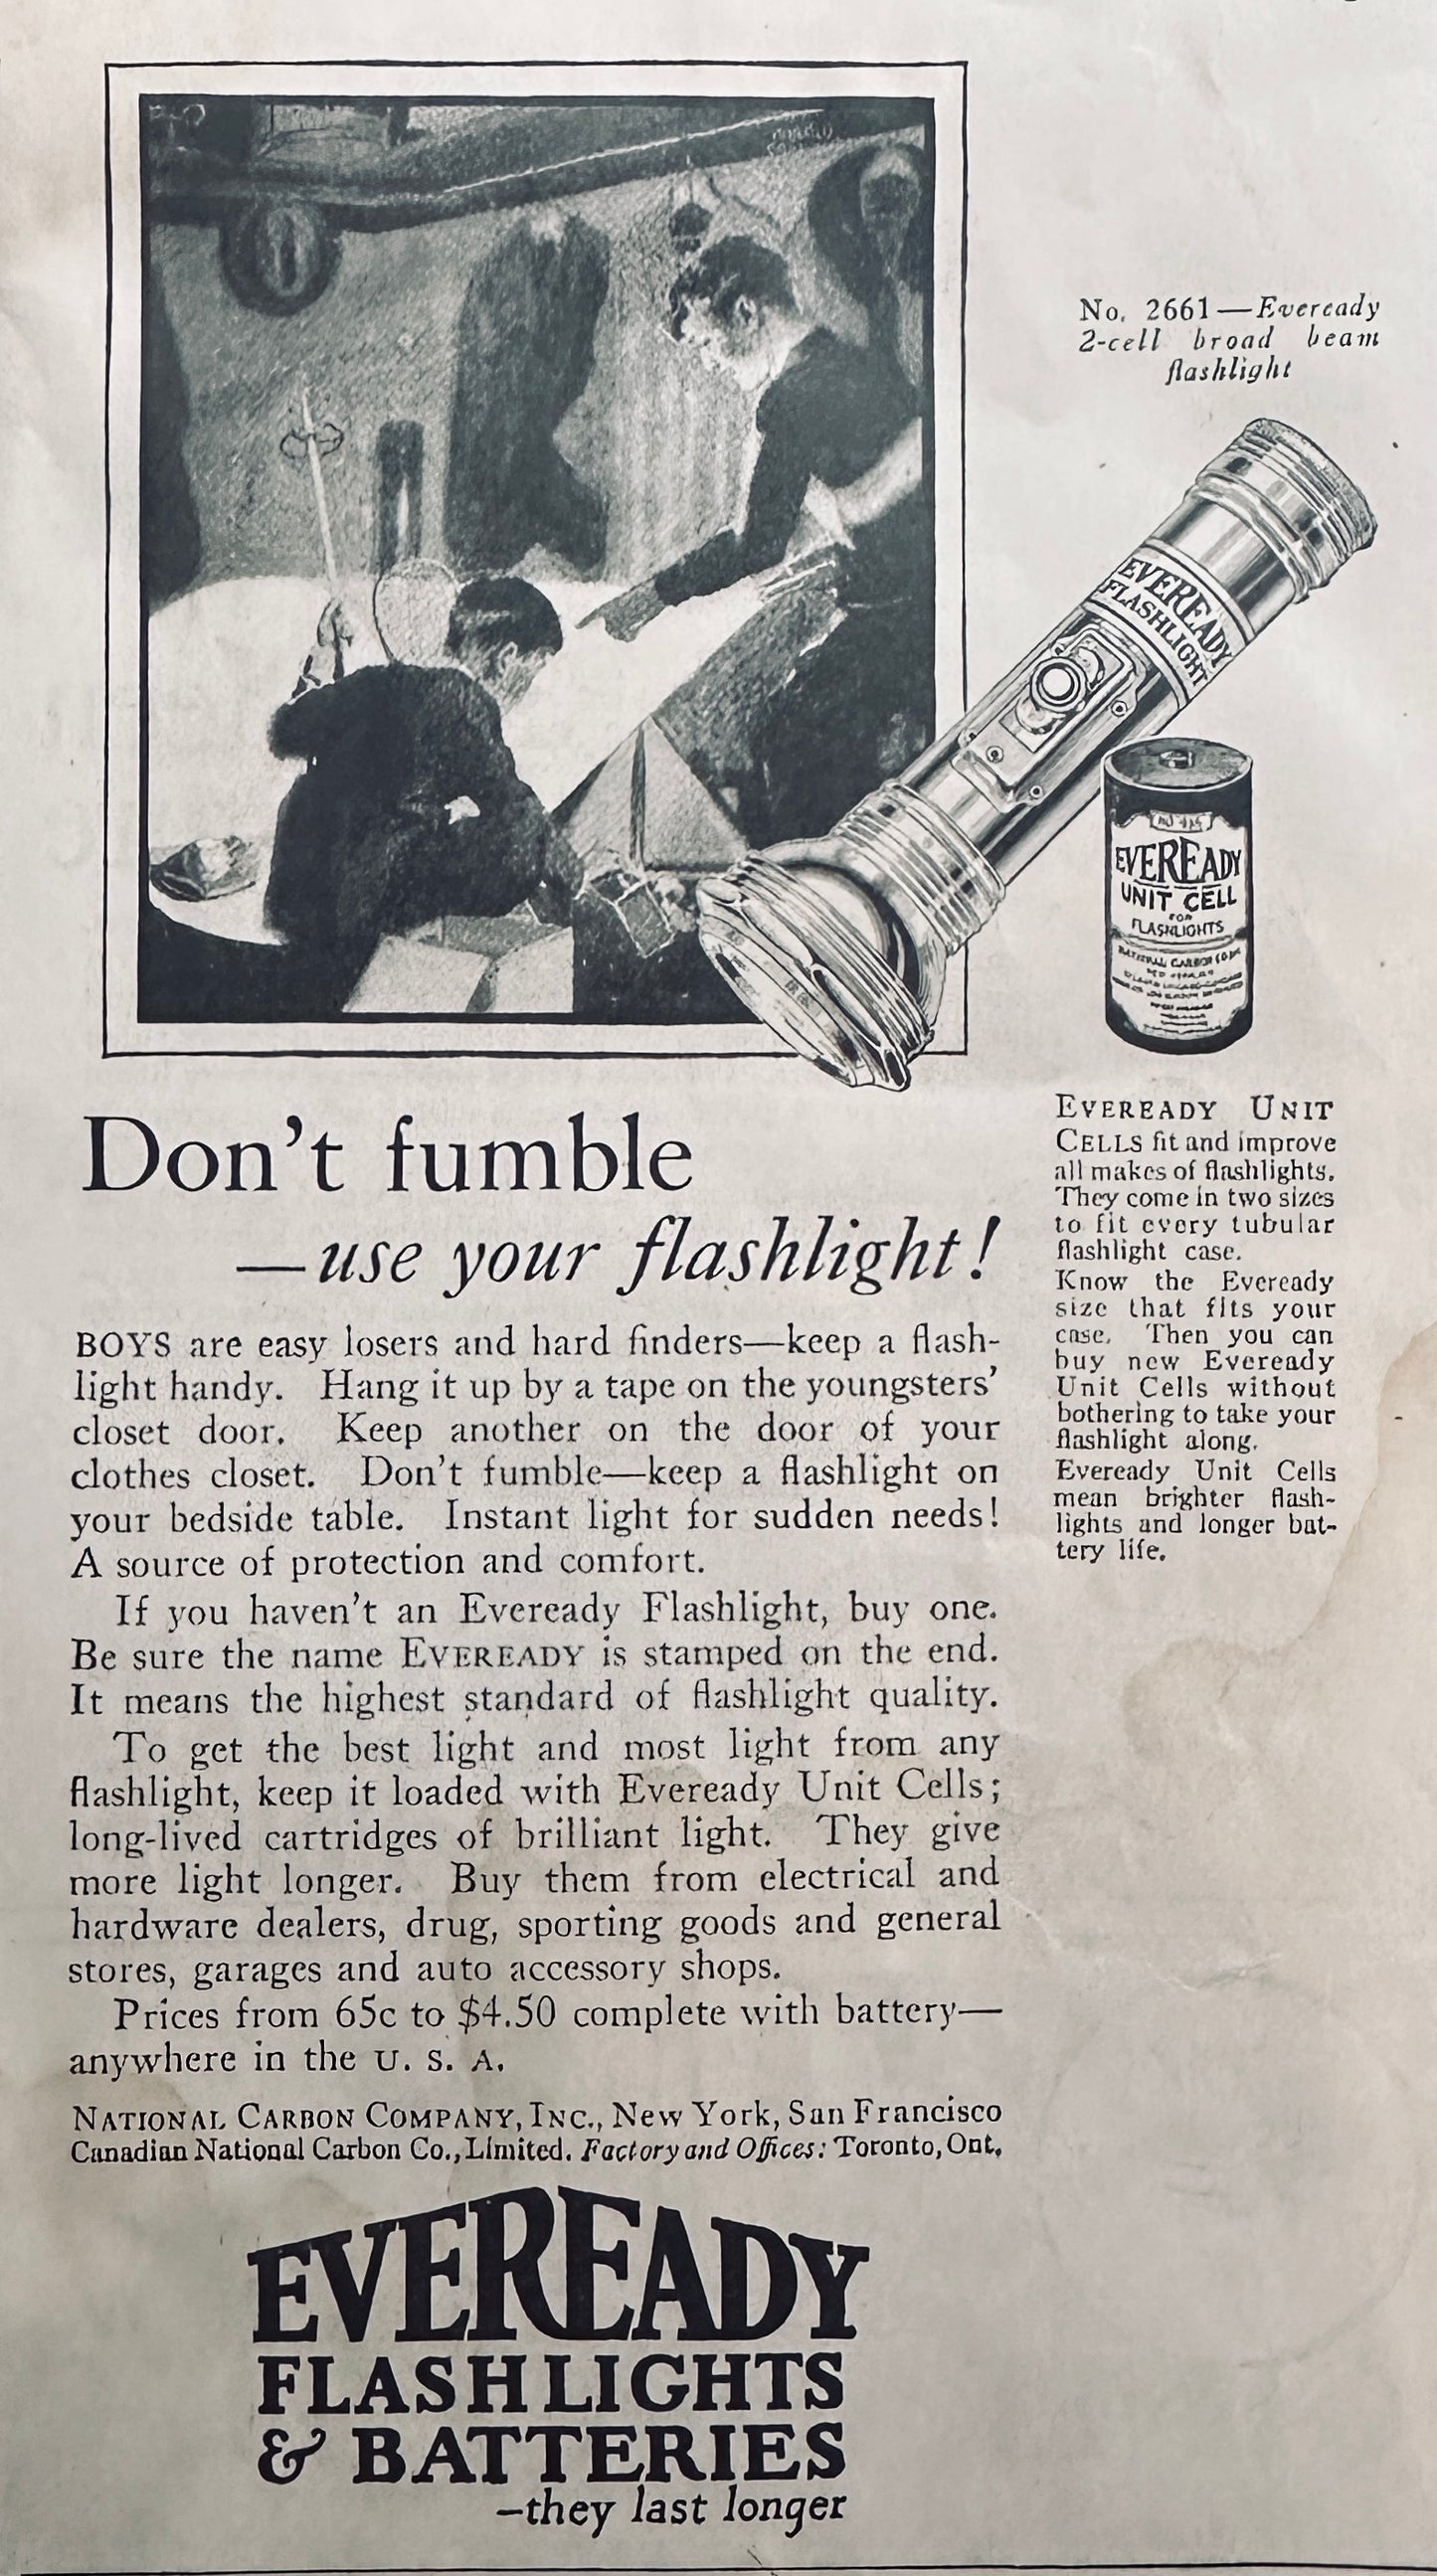 No. 2661—Eveready
2-cell broad beam
flashlight
EVEREADY
FLASHLIGHT
EVEREADY
UNIT CELL
FOR
FLASHLIGHTS
Don't fumble
—use your flashlight!
BOYS are easy losers and hard finders—keep a flash-
light handy. Hang it up by a tape on the youngsters'
closet door. Keep another on the door of your
clothes closet. Don't fumble—keep a flashlight on
your bedside table. Instant light for sudden needs!
A source of protection and comfort.
If you haven't an Eveready Flashlight, buy one.
Be sure the name EVEREADY is stamped on the end.
It means the highest standard of flashlight quality.
To get the best light and most light from any
flashlight, keep it loaded with Eveready Unit Cells;
long-lived cartridges of brilliant light. They give
more light longer. Buy them from electrical and
hardware dealers, drug, sporting goods and general
stores, garages and auto accessory shops.
Prices from 65c to $4.50 complete with battery—
anywhere in the U. S. A.
NATIONAL CARBON COMPANY, INC., New York, San Francisco
Canadian National Carbon Co., Limited. Factory and Offices: Toronto, Ont.
EVEREADY UNIT
CELLS fit and improve
all makes of flashlights.
They come in two sizes
to fit every tubular
flashlight case.
Know the Eveready
size that fits your
case. Then you can
buy new Eveready
Unit Cells without
bothering to take your
flashlight along.
Eveready Unit Cells
mean brighter flash-
lights and longer bat-
tery life.
EVEREADY
FLASHLIGHTS
& BATTERIES
-they last longer